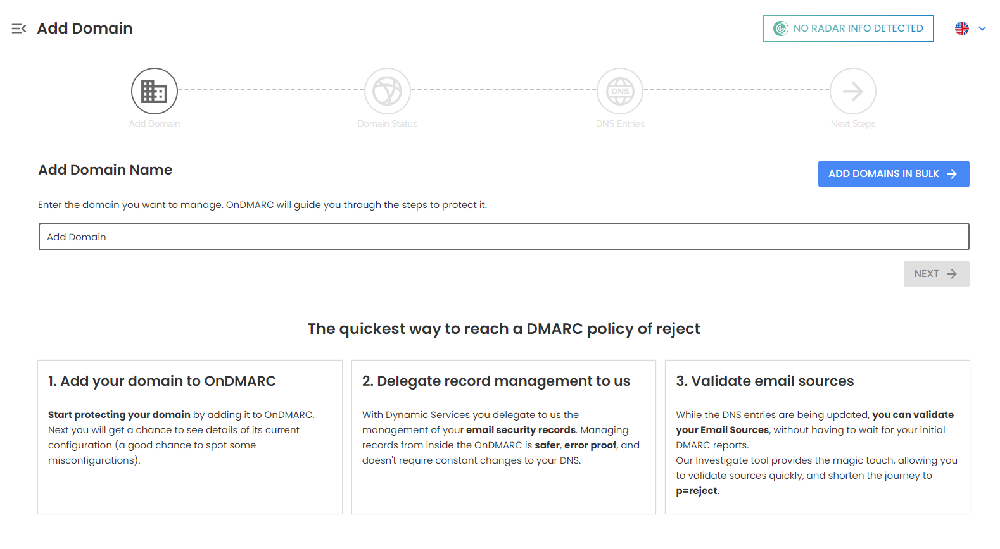 Add Domain
NO RADAR INFO DETECTED
DNS
Add Domain
Domain Status
DNS Entries
Next Steps
Add Domain Name
ADD DOMAINS IN BULK
Enter the domain you want to manage. OnDMARC will guide you through the steps to protect it.
Add Domain
NEXT
The quickest way to reach a DMARC policy of reject
1. Add your domain to OnDMARC
Start protecting your domain by adding it to OnDMARC.
Next you will get a chance to see details of its current
configuration (a good chance to spot some
misconfigurations).
2. Delegate record management to us
With Dynamic Services you delegate to us the
management of your email security records. Managing
records from inside the OnDMARC is safer, error proof, and
doesn't require constant changes to your DNS.
3. Validate email sources
While the DNS entries are being updated, you can validate
your Email Sources, without having to wait for your initial
DMARC reports.
Our Investigate tool provides the magic touch, allowing you
to validate sources quickly, and shorten the journey to
p=reject.